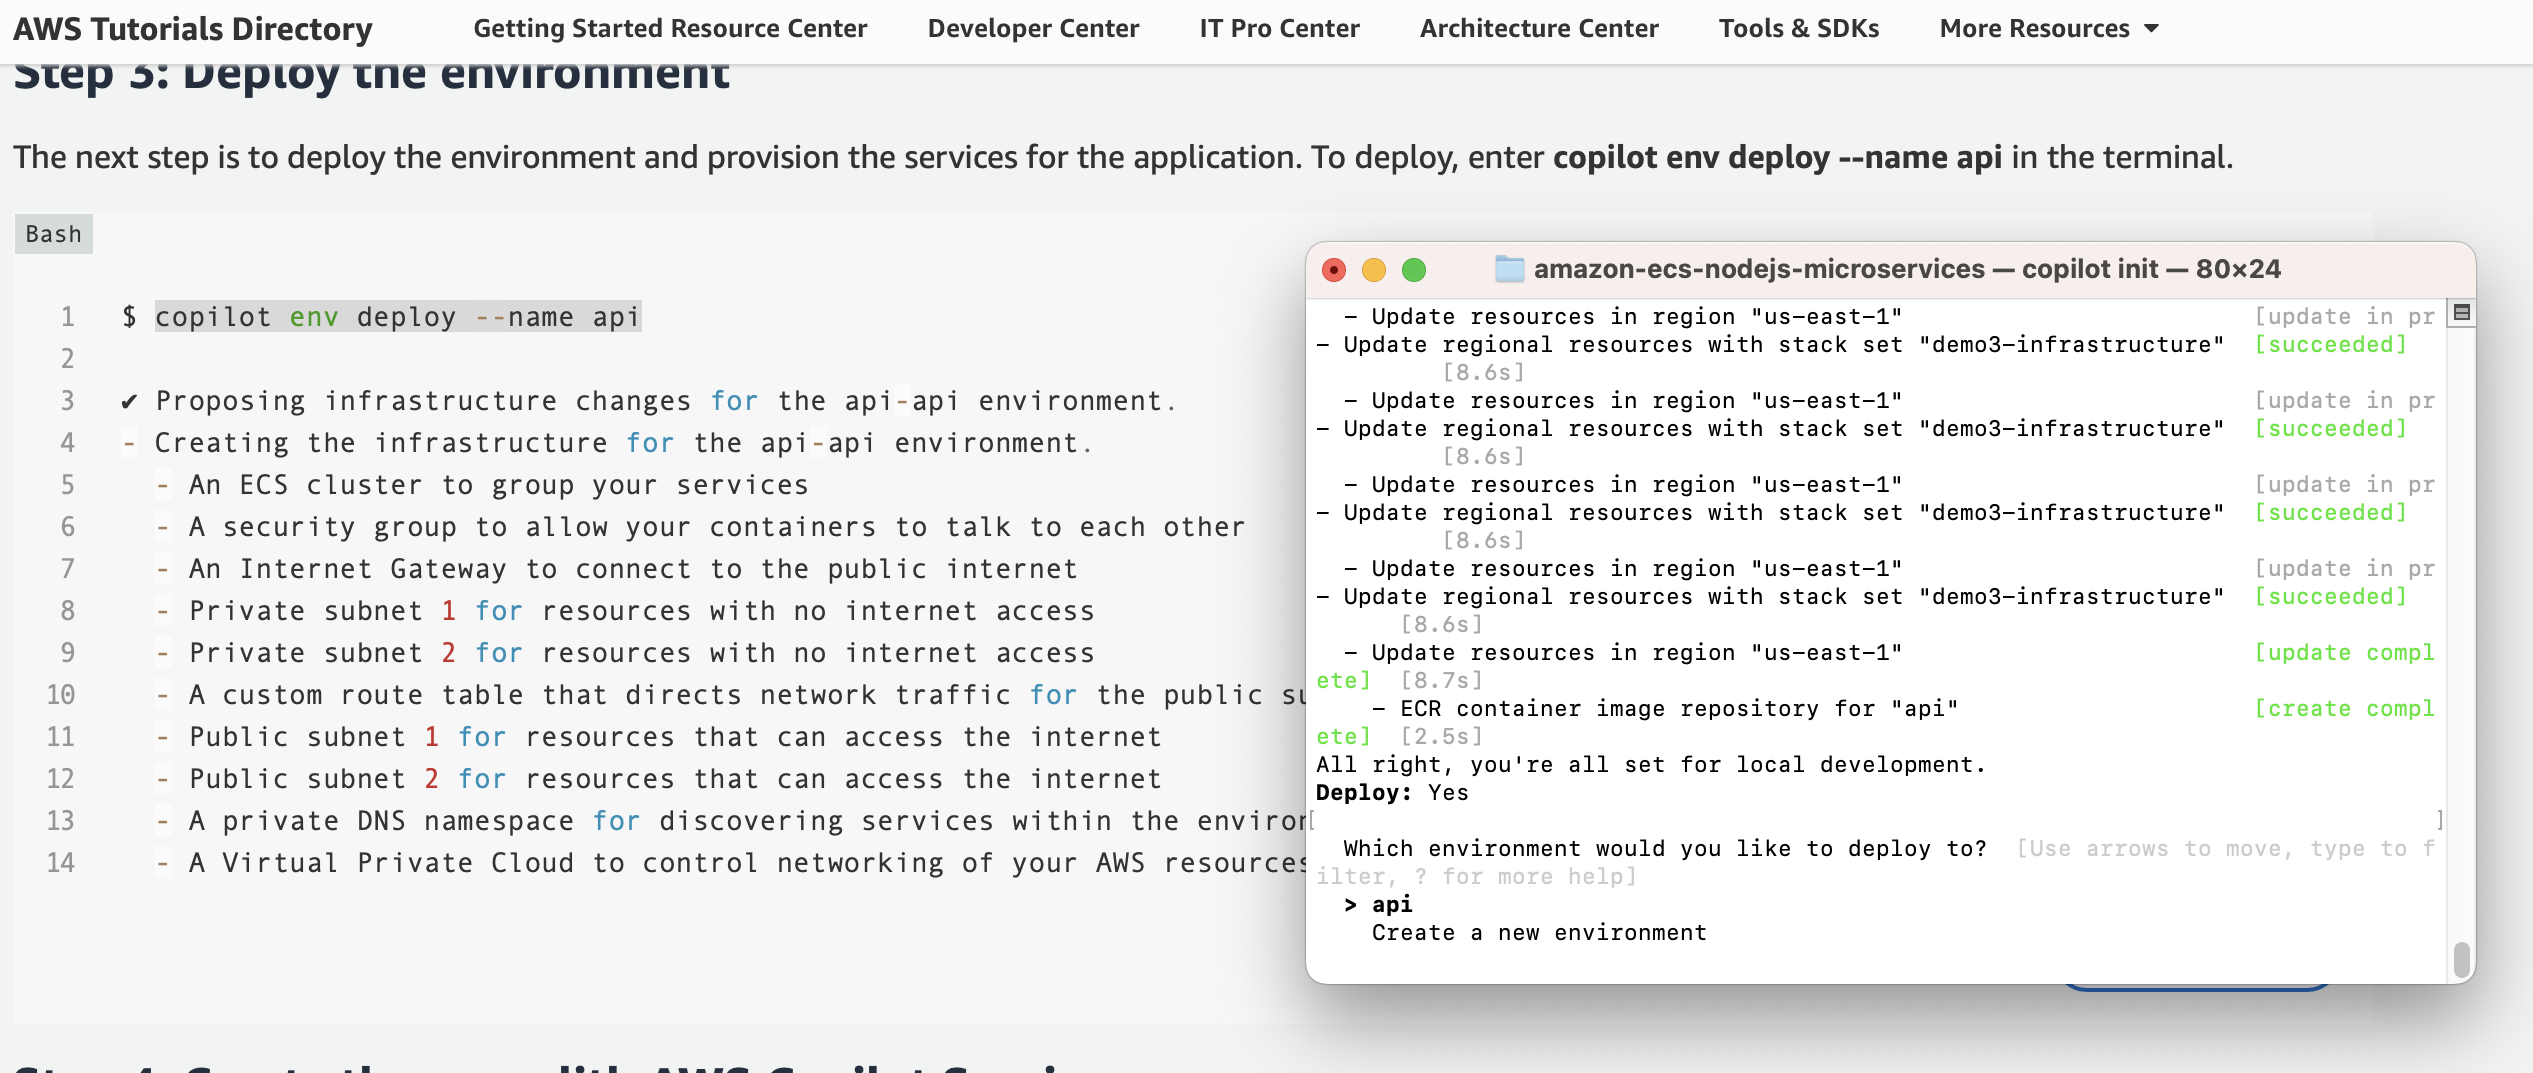 AWS Tutorials Directory Getting Started Resource Center Developer Center IT Pro Center Architecture Center Tools & SDKs More Resources
Step 3: Deploy the environment
The next step is to deploy the environment and provision the services for the application. To deploy, enter copilot env deploy --name api in the terminal.
Bash
1 $ copilot env deploy --name api
2
3 ✔ Proposing infrastructure changes for the api-api environment.
4 - Creating the infrastructure for the api-api environment.
5 - An ECS cluster to group your services
6 - A security group to allow your containers to talk to each other
7 - An Internet Gateway to connect to the public internet
8 - Private subnet 1 for resources with no internet access
9 - Private subnet 2 for resources with no internet access
10 - A custom route table that directs network traffic for the public su
11 - Public subnet 1 for resources that can access the internet
12 - Public subnet 2 for resources that can access the internet
13 - A private DNS namespace for discovering services within the environ
14 - A Virtual Private Cloud to control networking of your AWS resources
amazon-ecs-nodejs-microservices — copilot init — 80×24
- Update resources in region "us-east-1" [update in pr
- Update regional resources with stack set "demo3-infrastructure" [succeeded]
[8.6s]
- Update resources in region "us-east-1" [update in pr
- Update regional resources with stack set "demo3-infrastructure" [succeeded]
[8.6s]
- Update resources in region "us-east-1" [update in pr
- Update regional resources with stack set "demo3-infrastructure" [succeeded]
[8.6s]
- Update resources in region "us-east-1" [update in pr
- Update regional resources with stack set "demo3-infrastructure" [succeeded]
[8.6s]
- Update resources in region "us-east-1" [update compl
ete] [8.7s]
- ECR container image repository for "api" [create compl
ete] [2.5s]
All right, you're all set for local development.
Deploy: Yes
[ ]
Which environment would you like to deploy to? [Use arrows to move, type to f
ilter, ? for more help]
> api
Create a new environment